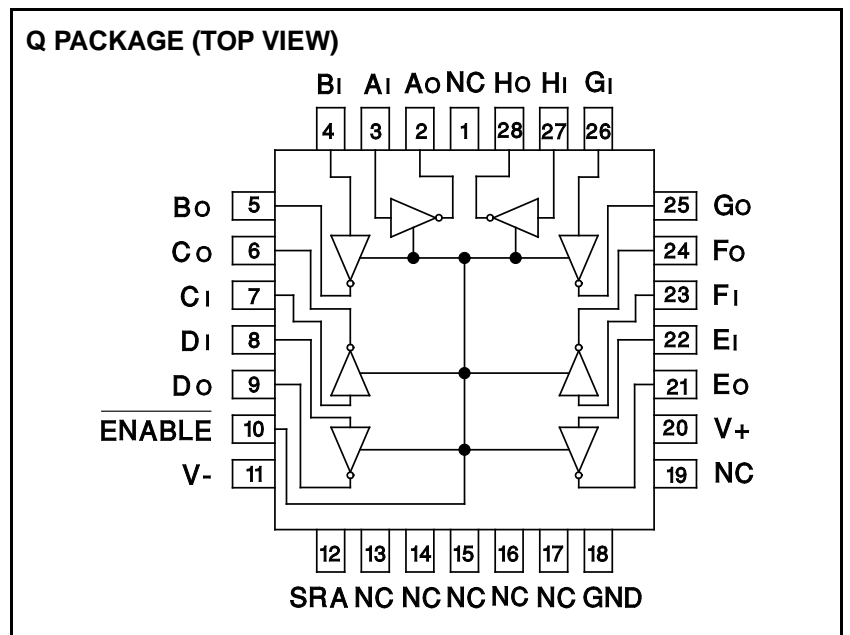 Q PACKAGE (TOP VIEW)
BI AI AO NC HO HI GI
4 3 2 1 28 27 26
BO 5 25 GO
CO 6 24 FO
CI 7 23 FI
DI 8 22 EI
DO 9 21 EO
ENABLE 10 20 V+
V- 11 19 NC
12 13 14 15 16 17 18
SRA NC NC NC NC NC GND